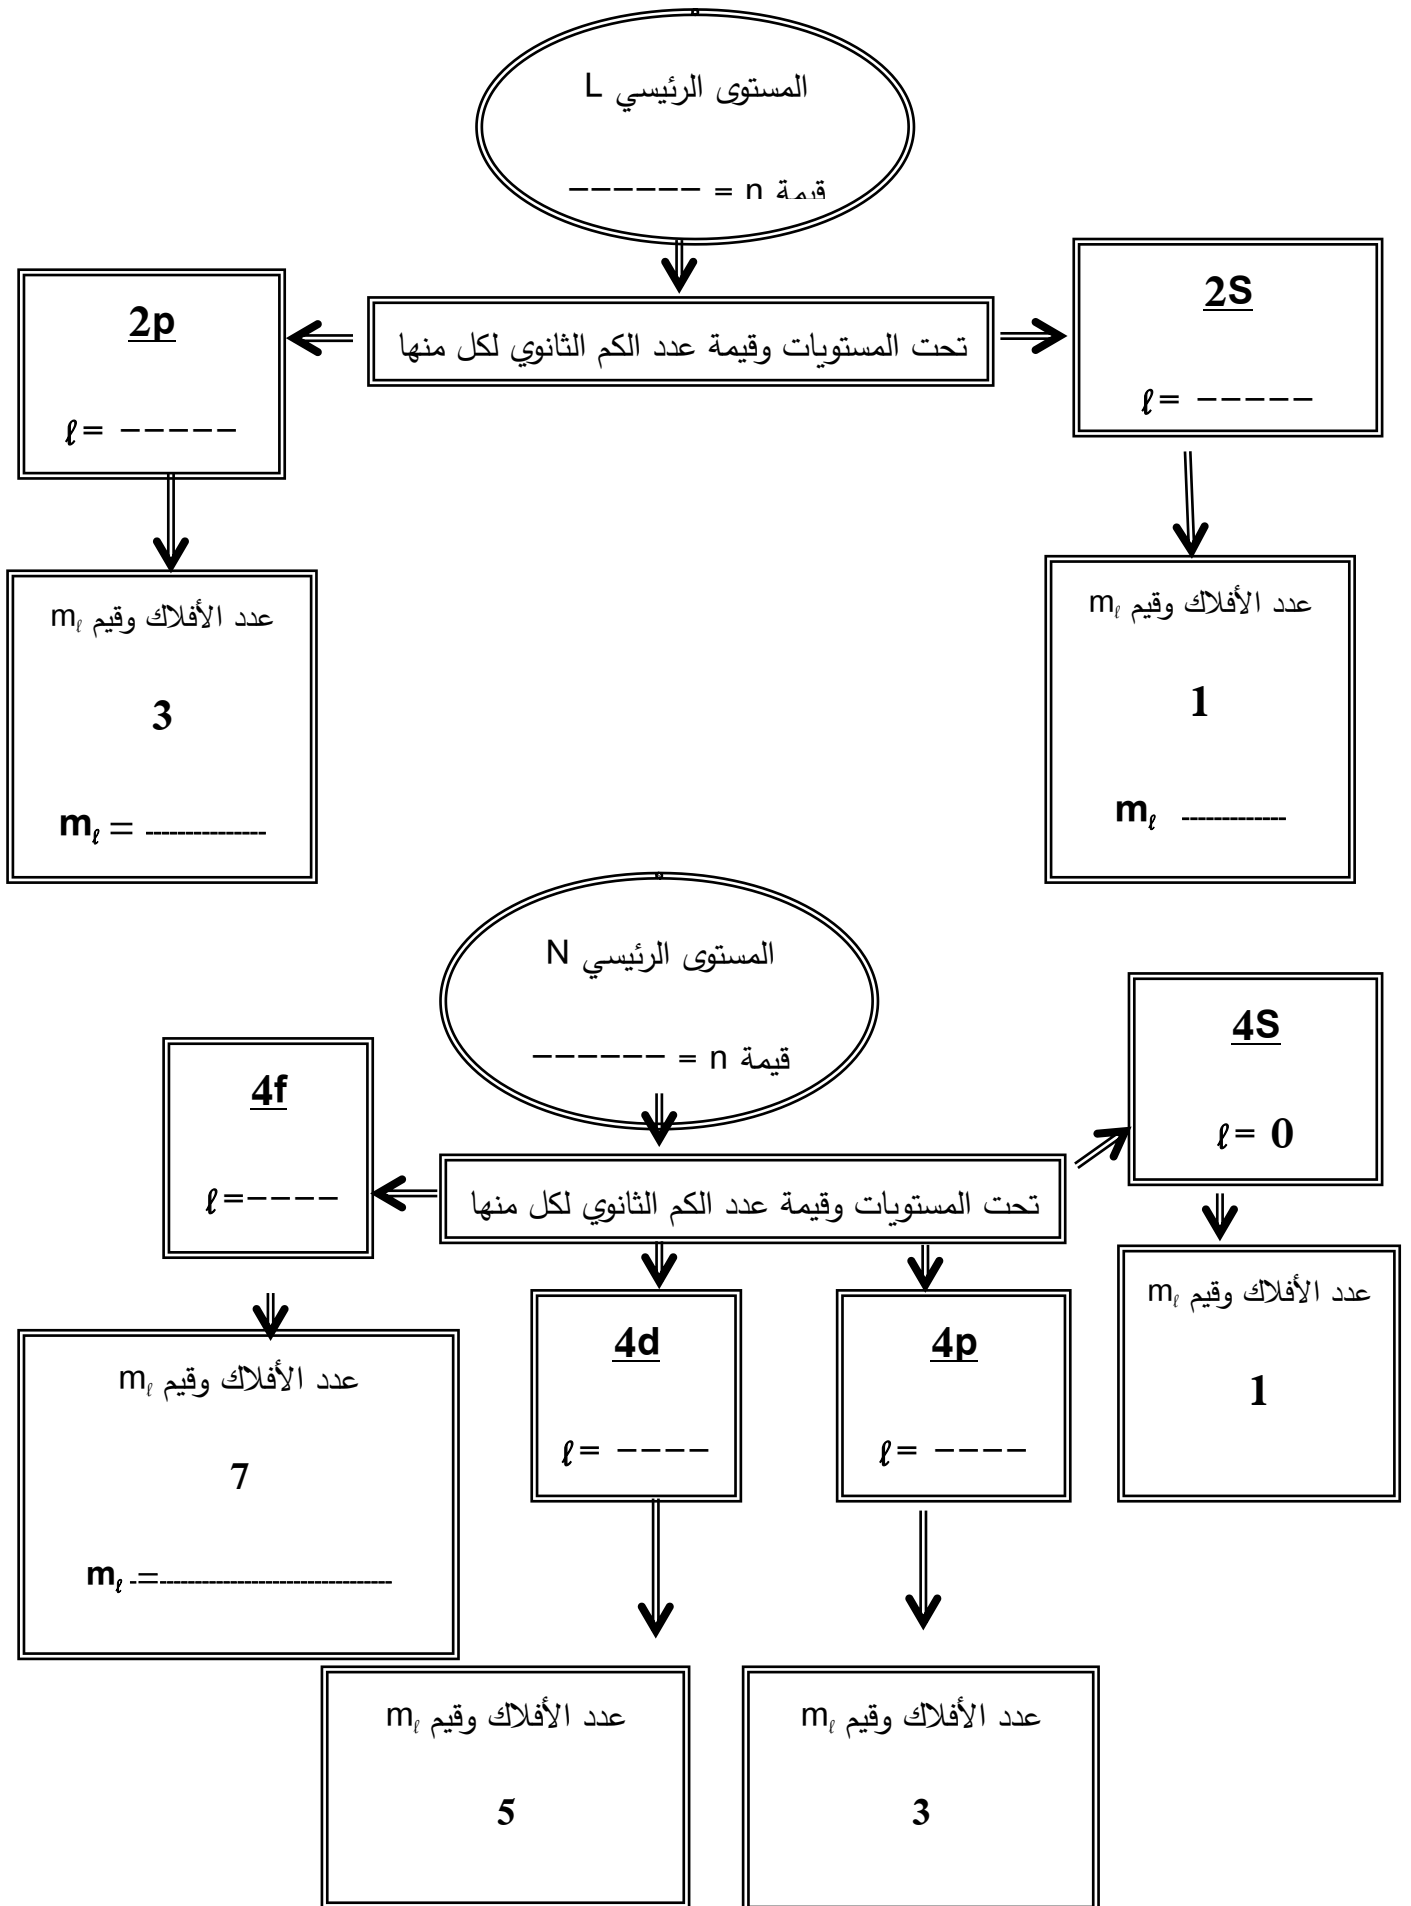 المستوى الرئيسي L
قيمة n = ------
2S
ℓ = -----
تحت المستويات وقيمة عدد الكم الثانوي لكل منها
2p
ℓ = -----
عدد الأفلاك وقيم mℓ
1
mℓ -------------
عدد الأفلاك وقيم mℓ
3
mℓ = ---------------
المستوى الرئيسي N
قيمة n = ------
4S
ℓ = 0
تحت المستويات وقيمة عدد الكم الثانوي لكل منها
4f
ℓ =----
عدد الأفلاك وقيم mℓ
1
4p
ℓ = ----
4d
ℓ = ----
عدد الأفلاك وقيم mℓ
7
mℓ -=---------------------------------
عدد الأفلاك وقيم mℓ
3
عدد الأفلاك وقيم mℓ
5